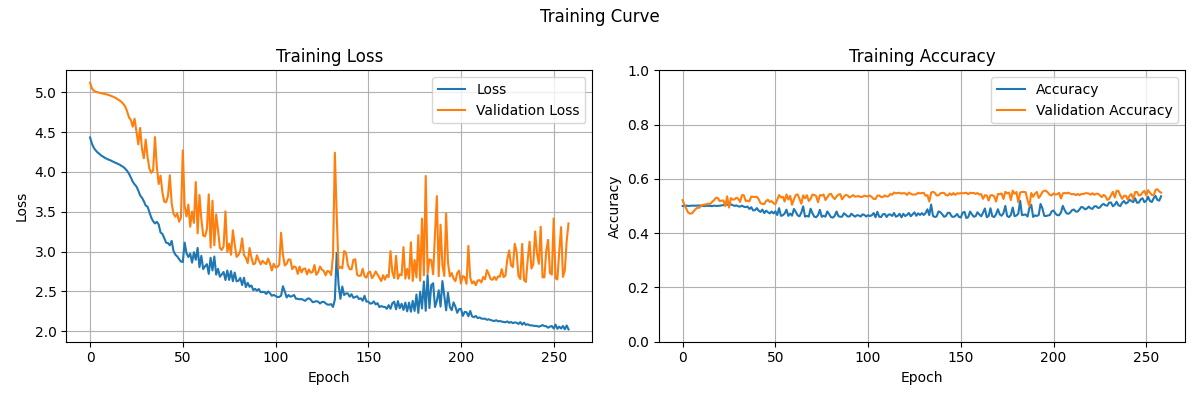 Training Curve
Training Loss
Loss
Validation Loss
5.0
4.5
4.0
3.5
3.0
2.5
2.0
Loss
0
50
100
150
200
250
Epoch
Training Accuracy
Accuracy
Validation Accuracy
1.0
0.8
0.6
0.4
0.2
0.0
Accuracy
0
50
100
150
200
250
Epoch